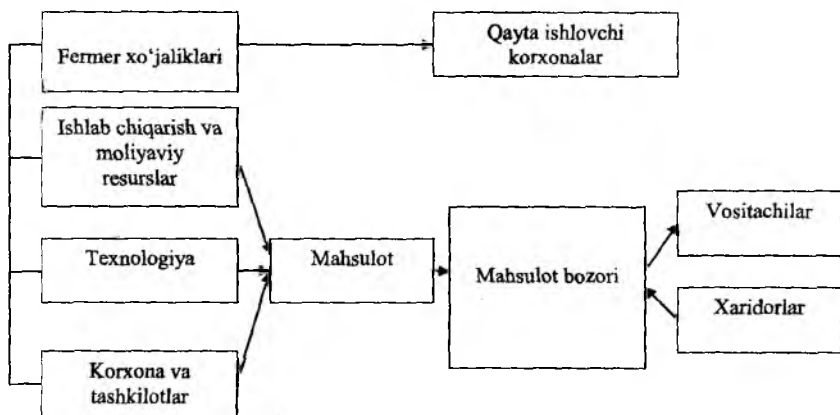 Fermer xo‘jaliklari
Qayta ishlovchi
korxonalar
Ishlab chiqarish va
moliyaviy
resurslar
Texnologiya
Mahsulot
Mahsulot bozori
Vositachilar
Xaridorlar
Korxona va
tashkilotlar